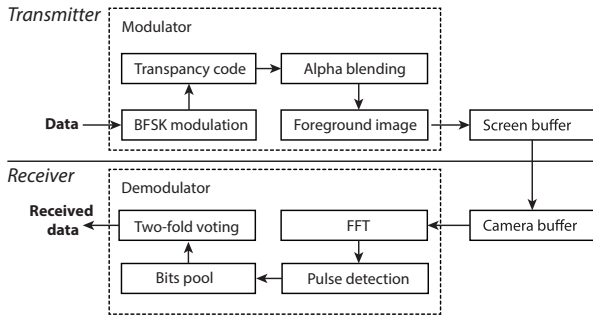 Transmitter
Modulator
Transpancy code
Alpha blending
Data
BFSK modulation
Foreground image
Screen buffer
Receiver
Demodulator
Received
data
Two-fold voting
FFT
Camera buffer
Bits pool
Pulse detection